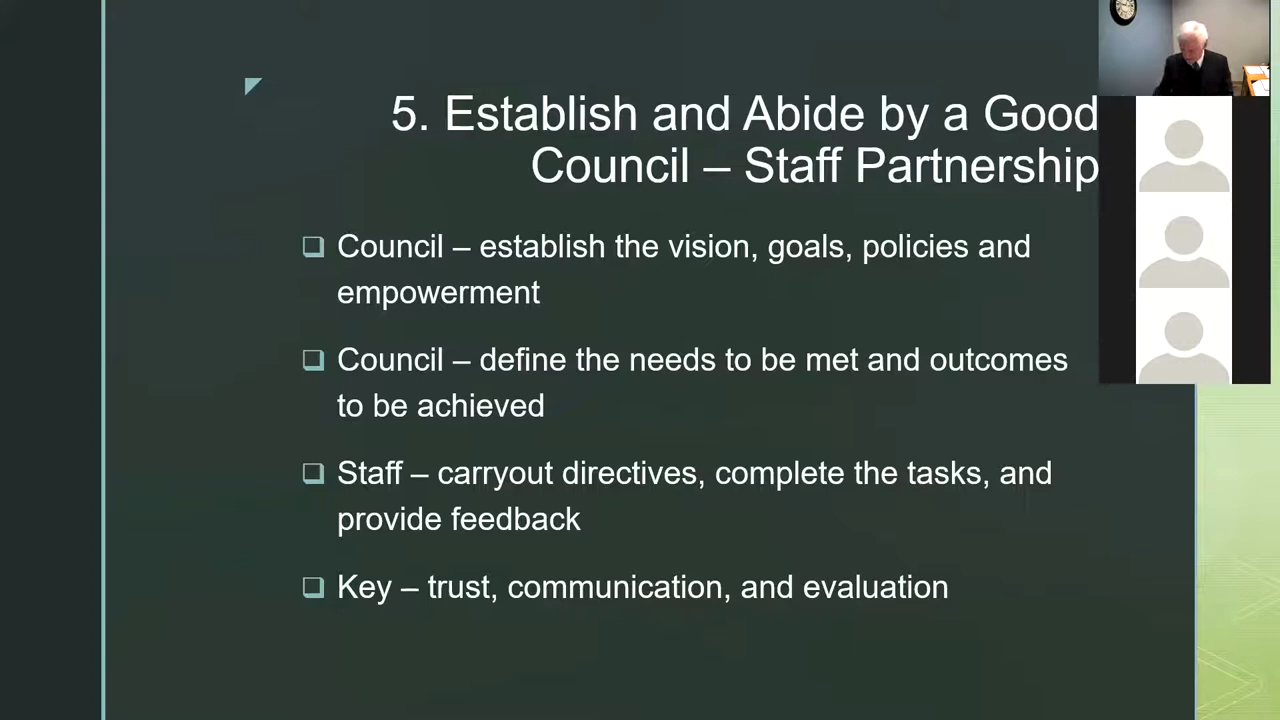 5. Establish and Abide by a Good
Council – Staff Partnership
Council – establish the vision, goals, policies and
empowerment
Council – define the needs to be met and outcomes
to be achieved
Staff – carryout directives, complete the tasks, and
provide feedback
Key – trust, communication, and evaluation